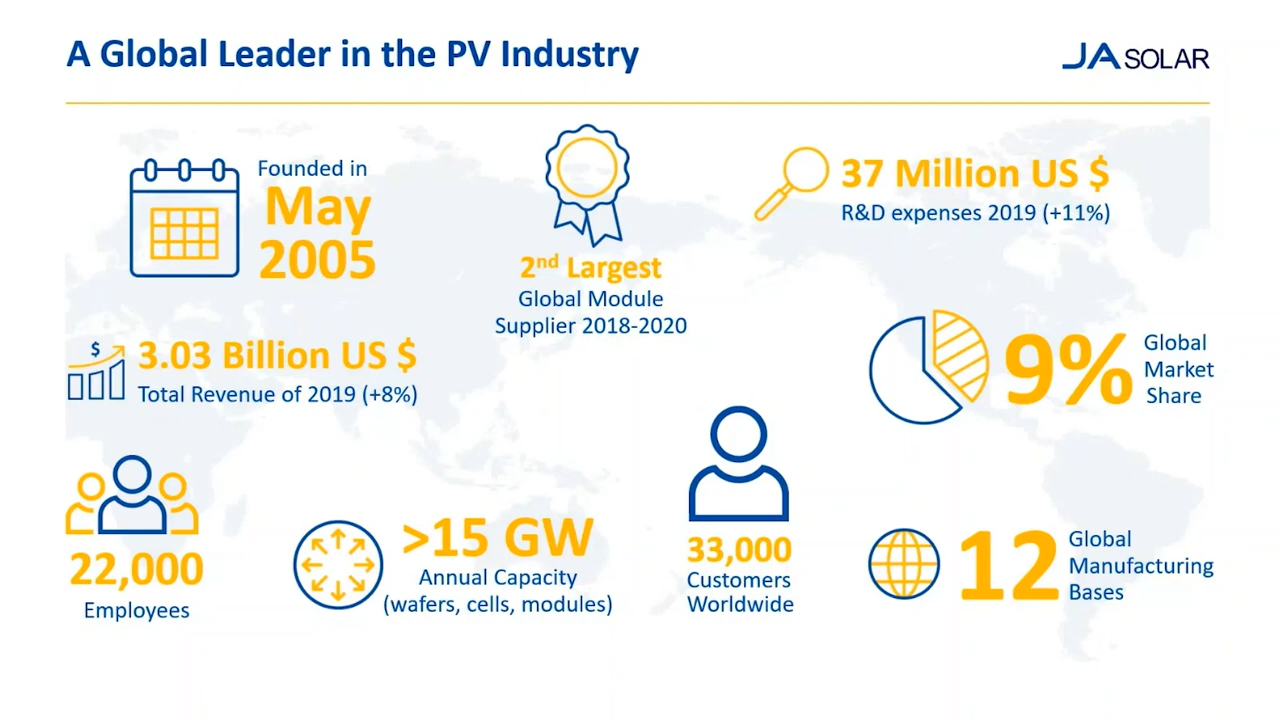 A Global Leader in the PV Industry
JA SOLAR
Founded in
May
2005
2nd Largest
Global Module
Supplier 2018-2020
37 Million US $
R&D expenses 2019 (+11%)
$
3.03 Billion US $
Total Revenue of 2019 (+8%)
9%
Global
Market
Share
22,000
Employees
>15 GW
Annual Capacity
(wafers, cells, modules)
33,000
Customers
Worldwide
12
Global
Manufacturing
Bases